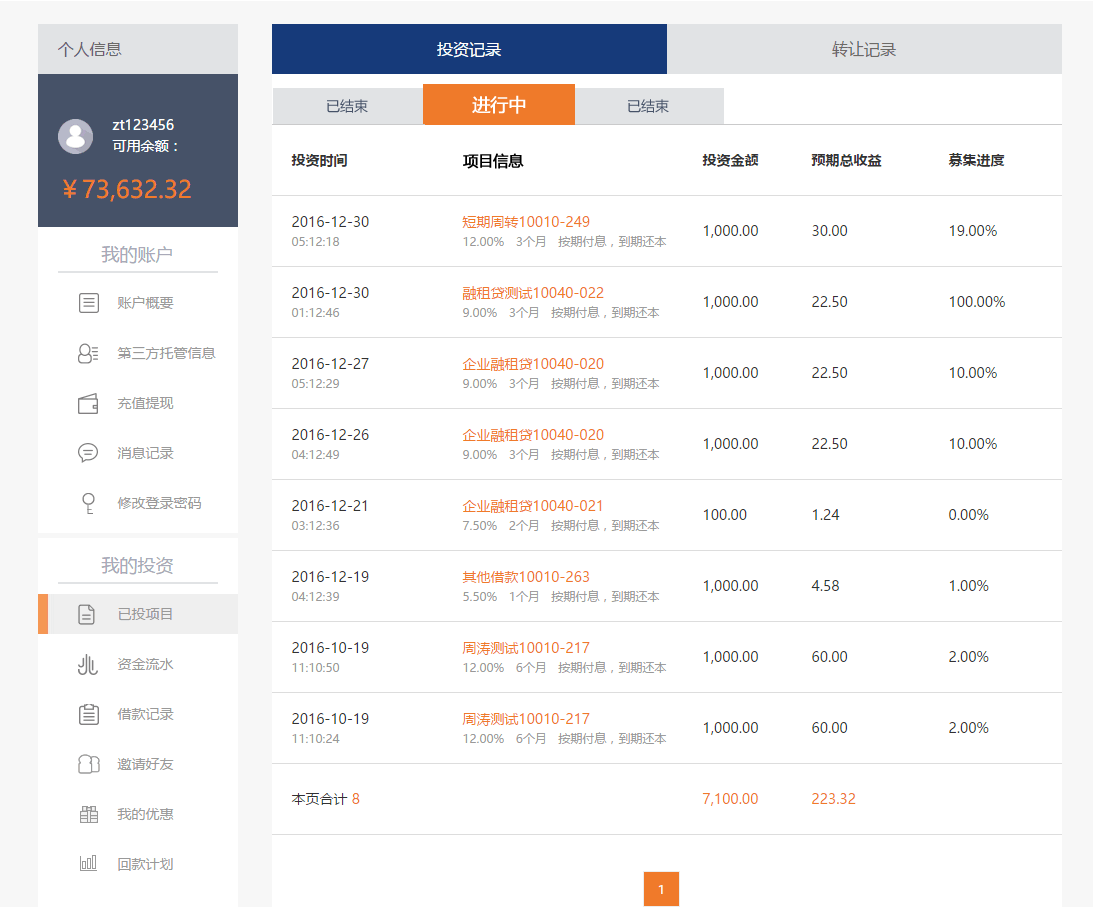 个人信息
zt123456
可用余额：
￥73,632.32
我的账户
账户概要
第三方托管信息
充值提现
消息记录
修改登录密码
我的投资
已投项目
资金流水
借款记录
邀请好友
我的优惠
回款计划
投资记录 转让记录
已结束 进行中 已结束
投资时间 项目信息 投资金额 预期总收益 募集进度
2016-12-30 短期周转10010-249 1,000.00 30.00 19.00%
05:12:18 12.00% 3个月 按期付息，到期还本
2016-12-30 融租贷测试10040-022 1,000.00 22.50 100.00%
01:12:46 9.00% 3个月 按期付息，到期还本
2016-12-27 企业融租贷10040-020 1,000.00 22.50 10.00%
05:12:29 9.00% 3个月 按期付息，到期还本
2016-12-26 企业融租贷10040-020 1,000.00 22.50 10.00%
04:12:49 9.00% 3个月 按期付息，到期还本
2016-12-21 企业融租贷10040-021 100.00 1.24 0.00%
03:12:36 7.50% 2个月 按期付息，到期还本
2016-12-19 其他借款10010-263 1,000.00 4.58 1.00%
04:12:39 5.50% 1个月 按期付息，到期还本
2016-10-19 周涛测试10010-217 1,000.00 60.00 2.00%
11:10:50 12.00% 6个月 按期付息，到期还本
2016-10-19 周涛测试10010-217 1,000.00 60.00 2.00%
11:10:24 12.00% 6个月 按期付息，到期还本
本页合计 8 7,100.00 223.32
1